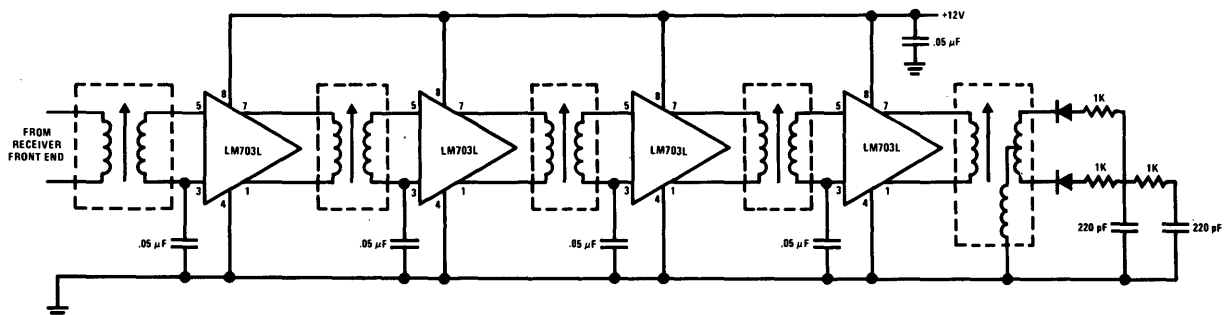 +12V
.05 µF
FROM
RECEIVER
FRONT END
5
8
7
LM703L
3
4
1
.05 µF
5
8
7
LM703L
3
4
1
.05 µF
5
8
7
LM703L
3
4
1
.05 µF
5
8
7
LM703L
3
4
1
.05 µF
1K
1K
1K
220 pF
220 pF